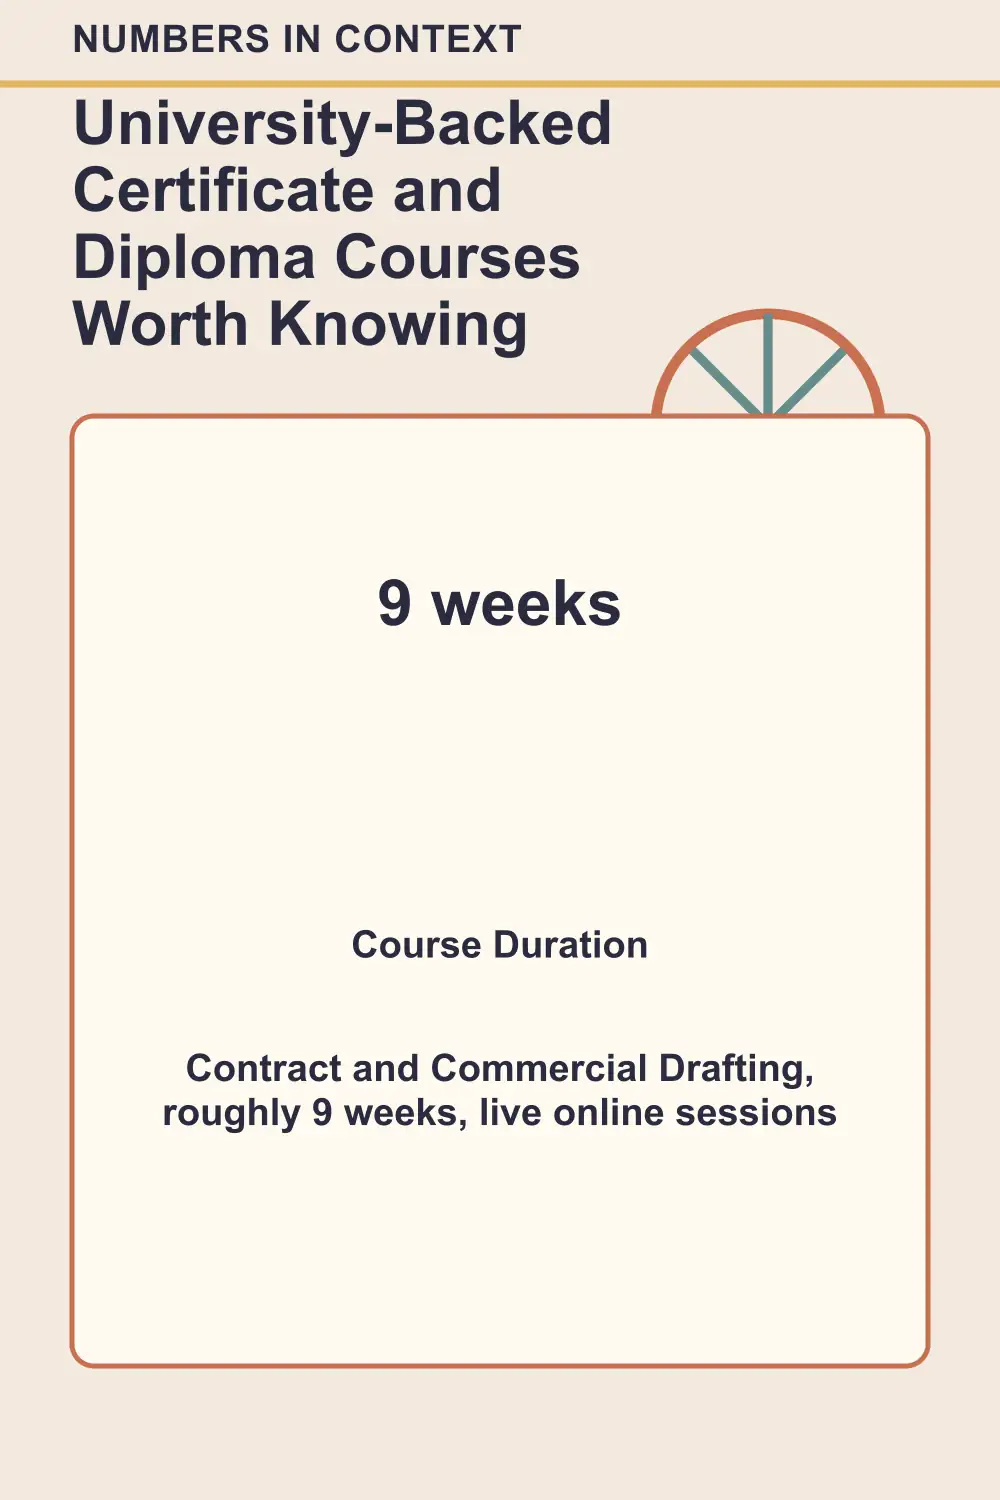 NUMBERS IN CONTEXT
University-Backed
Certificate and
Diploma Courses
Worth Knowing
9 weeks
Course Duration
Contract and Commercial Drafting,
roughly 9 weeks, live online sessions